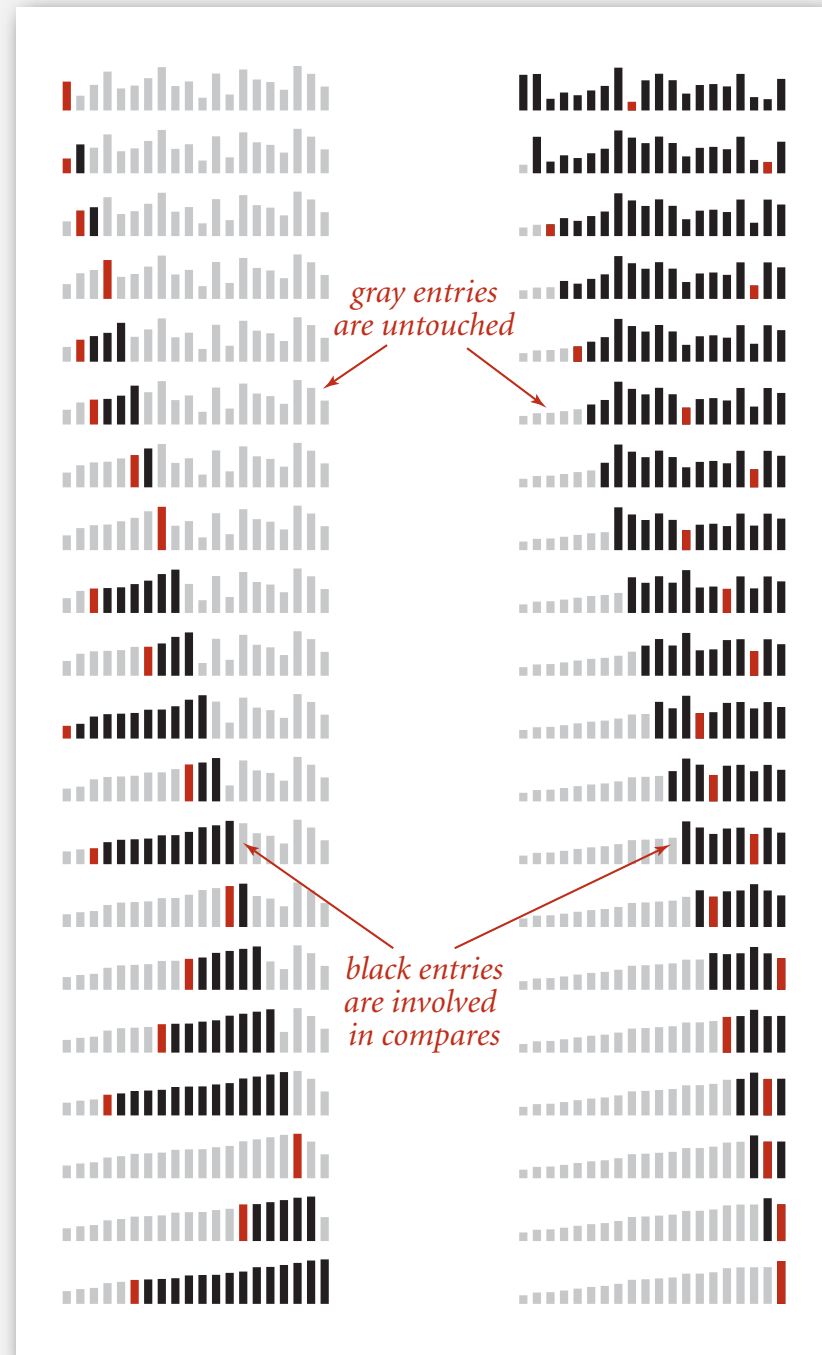 gray entries
are untouched
black entries
are involved
in compares